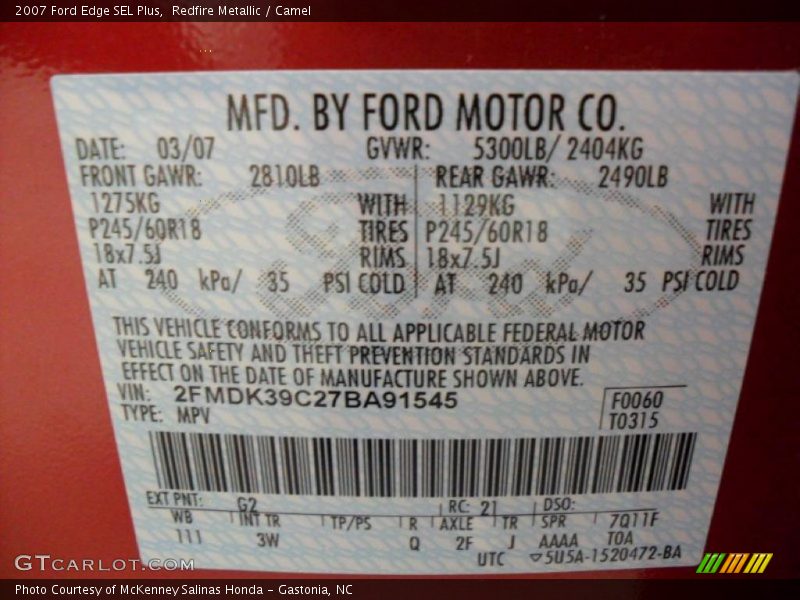 2007 Ford Edge SEL Plus, Redfire Metallic / Camel
MFD. BY FORD MOTOR CO.
DATE: 03/07 GVWR: 5300LB/ 2404KG
FRONT GAWR: 2810LB REAR GAWR: 2490LB
1275KG WITH 1129KG WITH
P245/60R18 TIRES P245/60R18 TIRES
18x7.5J RIMS 18x7.5J RIMS
AT 240 kPa/ 35 PSI COLD AT 240 kPa/ 35 PSI COLD
THIS VEHICLE CONFORMS TO ALL APPLICABLE FEDERAL MOTOR
VEHICLE SAFETY AND THEFT PREVENTION STANDARDS IN
EFFECT ON THE DATE OF MANUFACTURE SHOWN ABOVE.
VIN: 2FMDK39C27BA91545 F0060
TYPE: MPV T0315
EXT PNT: G2 RC: 21 DSO:
WB INT TR TP/PS R AXLE TR SPR 7Q11F
111 3W Q 2F J AAAA TOA
UTC 5U5A-1520472-BA
GTCARLOT.COM
Photo Courtesy of McKenney Salinas Honda - Gastonia, NC